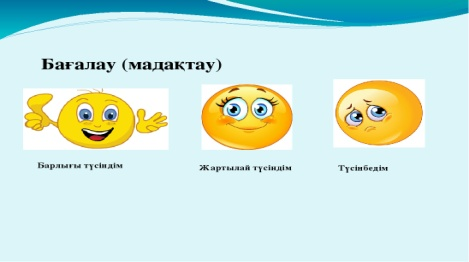 Бағалау (мадақтау)
Барлығы түсіндім
Жартылай түсіндім
Түсінбедім